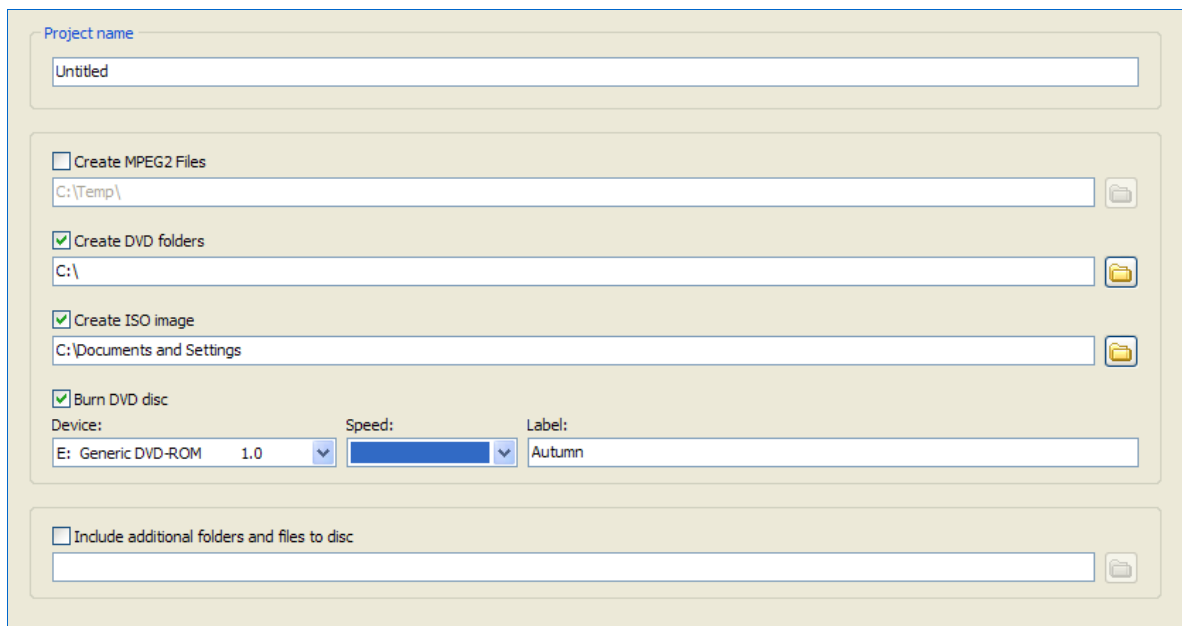 Project name
Untitled
Create MPEG2 Files
C:\Temp\
Create DVD folders
C:\
Create ISO image
C:\Documents and Settings
Burn DVD disc
Device: Speed: Label:
E: Generic DVD-ROM 1.0 Autumn
Include additional folders and files to disc